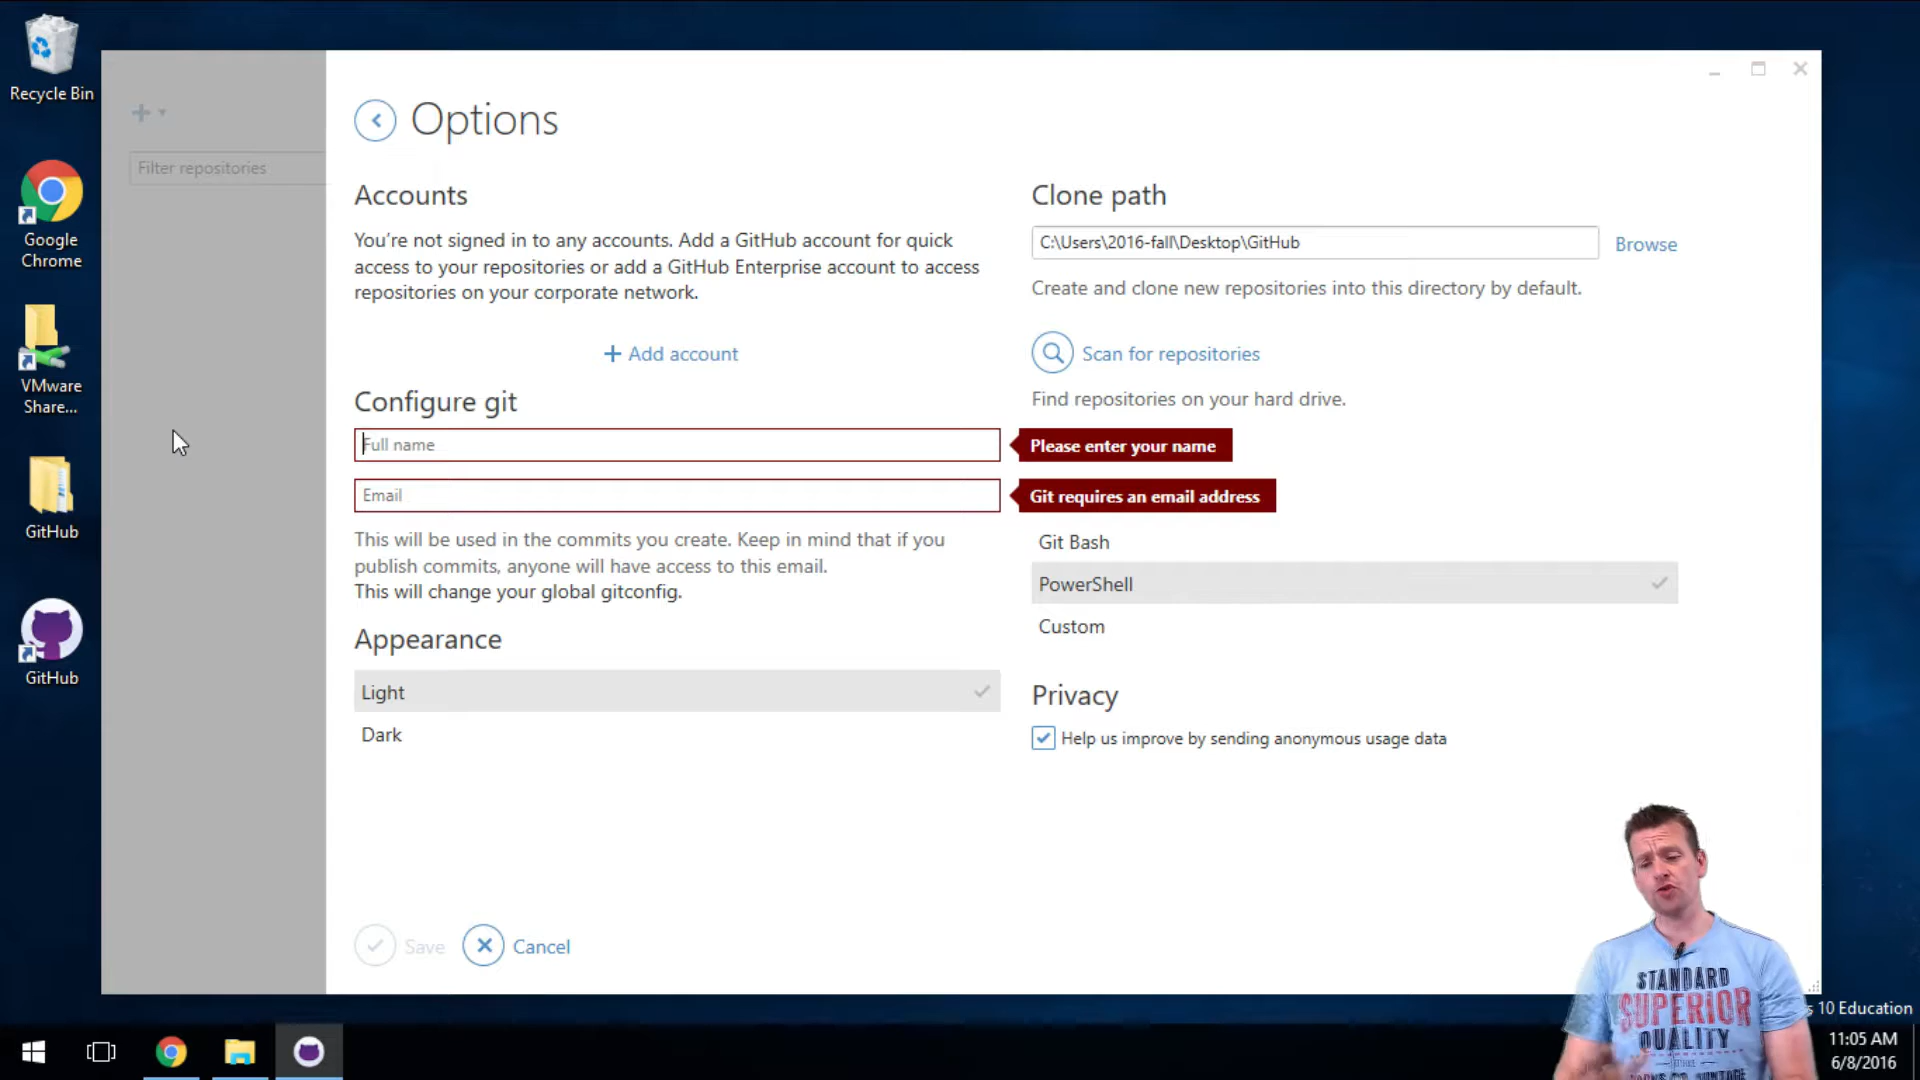 Recycle Bin
Google
Chrome
VMware
Share...
GitHub
GitHub
Filter repositories
Options
Accounts
You're not signed in to any accounts. Add a GitHub account for quick
access to your repositories or add a GitHub Enterprise account to access
repositories on your corporate network.
Add account
Configure git
Full name
Please enter your name
Email
Git requires an email address
This will be used in the commits you create. Keep in mind that if you
publish commits, anyone will have access to this email.
This will change your global gitconfig.
Appearance
Light
Dark
Save
Cancel
Clone path
C:\Users\2016-fall\Desktop\GitHub
Browse
Create and clone new repositories into this directory by default.
Scan for repositories
Find repositories on your hard drive.
Git Bash
PowerShell
Custom
Privacy
Help us improve by sending anonymous usage data
STANDARD
SUPERIOR
QUALITY
10 Education
11:05 AM
6/8/2016